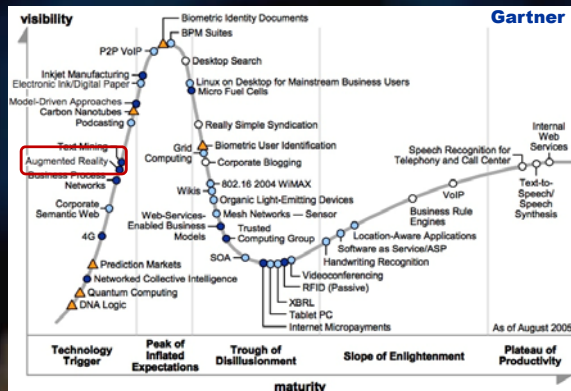 visibility
Gartner
Biometric Identity Documents
BPM Suites
P2P VoIP
Desktop Search
Inkjet Manufacturing
Electronic Ink/Digital Paper
Linux on Desktop for Mainstream Business Users
Micro Fuel Cells
Model-Driven Approaches
Carbon Nanotubes
Podcasting
Really Simple Syndication
Text Mining
Augmented Reality
Business Process
Networks
Biometric User Identification
Grid
Computing
Corporate Blogging
Internal
Web
Services
Speech Recognition for
Telephony and Call Center
Text-to-
Speech/
Speech
Synthesis
802.16 2004 WiMAX
Wikis
Organic Light-Emitting Devices
VoIP
Business Rule
Engines
Corporate
Semantic Web
Mesh Networks — Sensor
Web-Services-
Enabled Business
Models
Trusted
Computing Group
4G
Location-Aware Applications
Software as Service/ASP
Handwriting Recognition
SOA
Prediction Markets
Networked Collective Intelligence
Quantum Computing
DNA Logic
Videoconferencing
RFID (Passive)
XBRL
Tablet PC
Internet Micropayments
As of August 2005
Technology
Trigger
Peak of
Inflated
Expectations
Trough of
Disillusionment
Slope of Enlightenment
Plateau of
Productivity
maturity